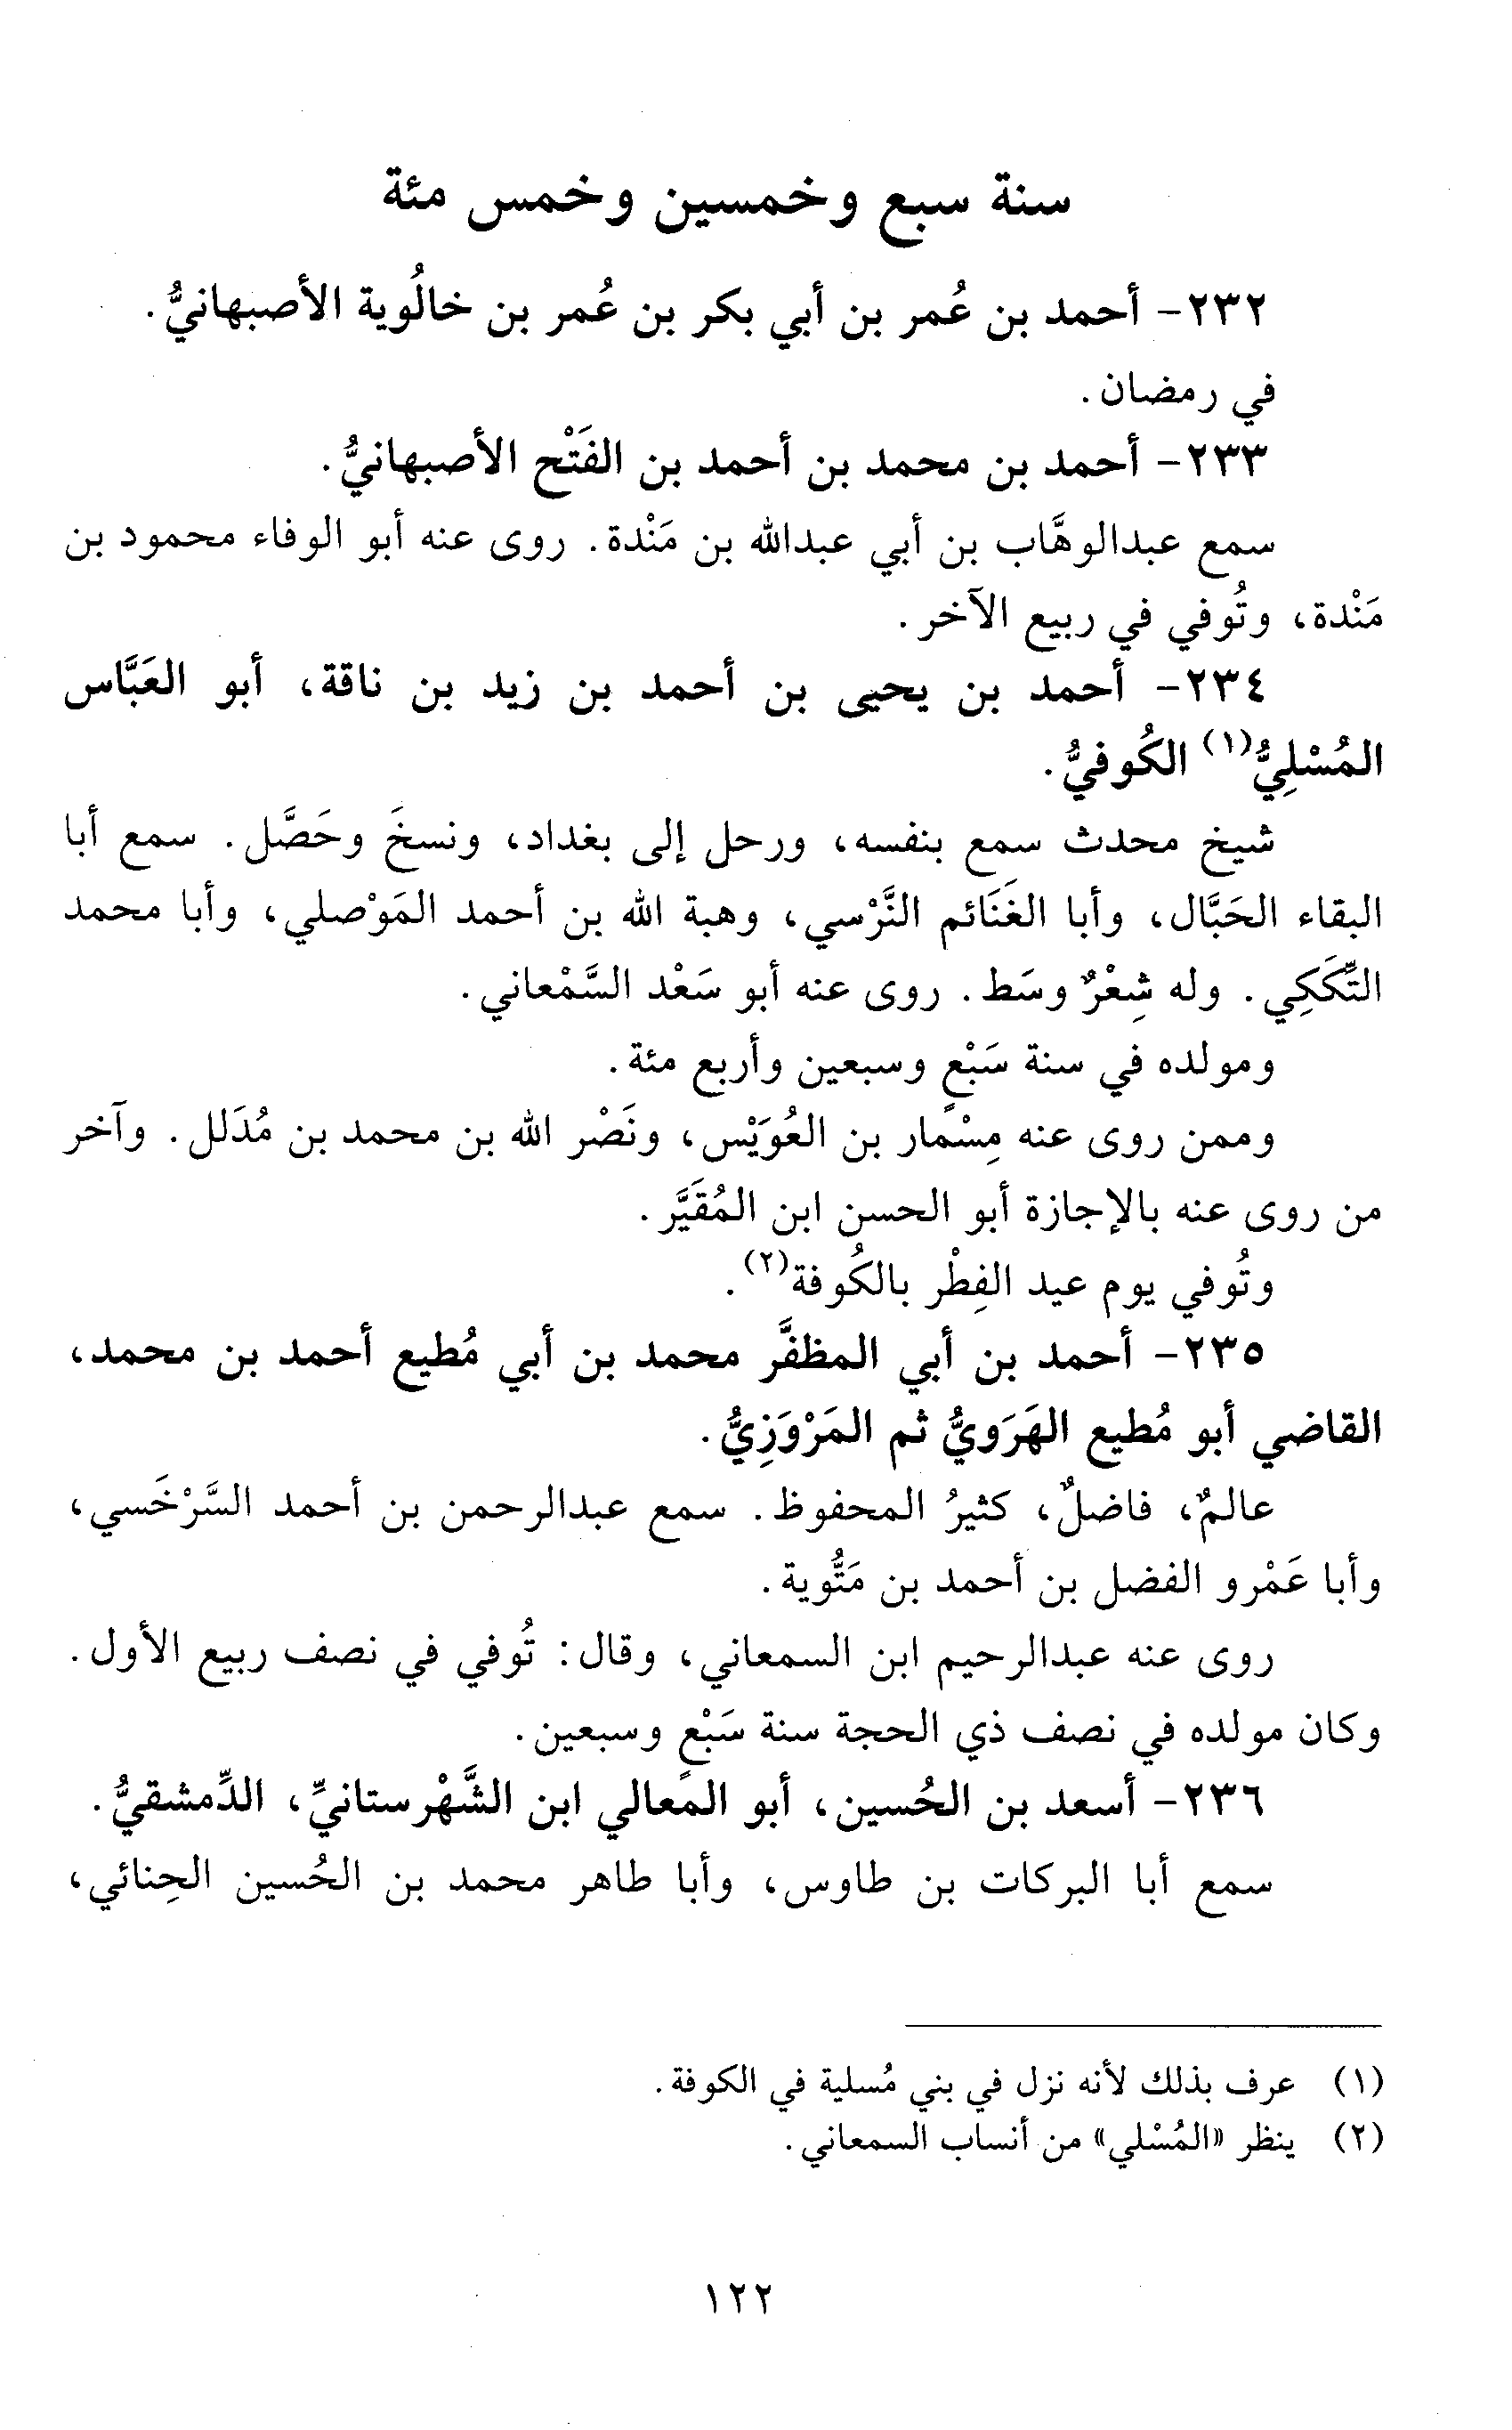 سنة سبع وخمسين وخمس مئة
٢٣٢- أحمد بن عُمر بن أبي بكر بن عُمر بن خالُوية الأصبهانيُّ.
في رمضان.
٢٣٣- أحمد بن محمد بن أحمد بن الفَتْح الأصبهانيُّ.
سمع عبدالوهَّاب بن أبي عبدالله بن مَنْدة. روى عنه أبو الوفاء محمود بن
مَنْدة، وتُوفي في ربيع الآخر.
٢٣٤- أحمد بن يحيى بن أحمد بن زيد بن ناقة، أبو العَبَّاس
المُسْلِيُّ(١) الكُوفيُّ.
شيخ محدث سمع بنفسه، ورحل إلى بغداد، ونسخَ وحَصَّل. سمع أبا
البقاء الحَبَّال، وأبا الغَنَائم النَّرْسي، وهبة الله بن أحمد المَوْصلي، وأبا محمد
التِّكَكِي. وله شِعْرٌ وسَط. روى عنه أبو سَعْد السَّمْعاني.
ومولده في سنة سَبْعٍ وسبعين وأربع مئة.
وممن روى عنه مِسْمار بن العُوَيْس، ونَصْر الله بن محمد بن مُدَلل. وآخر
من روى عنه بالإجازة أبو الحسن ابن المُقَيَّر.
وتُوفي يوم عيد الفِطْر بالكُوفة(٢).
٢٣٥- أحمد بن أبي المظفَّر محمد بن أبي مُطيع أحمد بن محمد،
القاضي أبو مُطيع الهَرَويُّ ثم المَرْوَزِيُّ.
عالمٌ، فاضلٌ، كثيرُ المحفوظ. سمع عبدالرحمن بن أحمد السَّرْخَسي،
وأبا عَمْرو الفضل بن أحمد بن مَتُّوية.
روى عنه عبدالرحيم ابن السمعاني، وقال: تُوفي في نصف ربيع الأول.
وكان مولده في نصف ذي الحجة سنة سَبْعٍ وسبعين.
٢٣٦- أسعد بن الحُسين، أبو المعالي ابن الشَّهْرستانيِّ، الدِّمشقيُّ.
سمع أبا البركات بن طاوس، وأبا طاهر محمد بن الحُسين الحِنائي،
(١) عرف بذلك لأنه نزل في بني مُسلية في الكوفة.
(٢) ينظر «المُسْلي» من أنساب السمعاني.
١٢٢